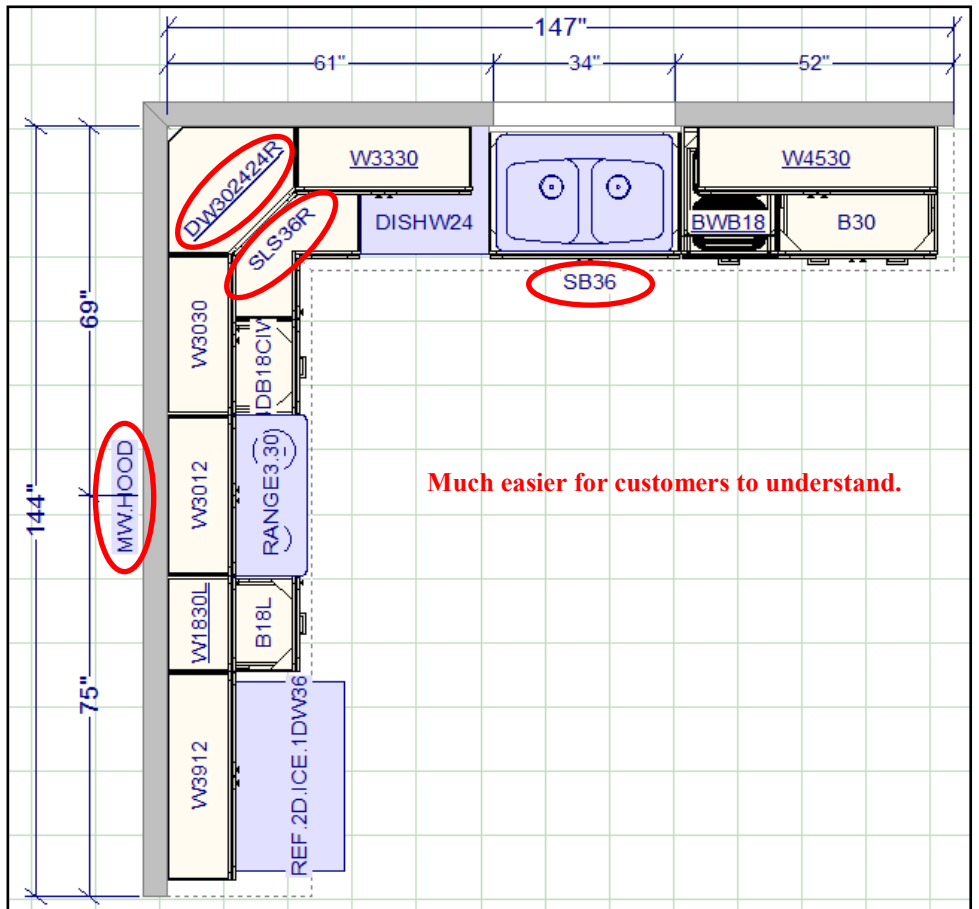 147"
61"
34"
52"
DW302424R
W3330
W4530
SLS36R
DISHW24
BWB18
B30
SB36
69"
W3030
DB18CIW
144"
MW.HOOD
W3012
RANGE3.30
Much easier for customers to understand.
W1830L
B18L
75"
W3912
REF.2D.ICE.1DW36